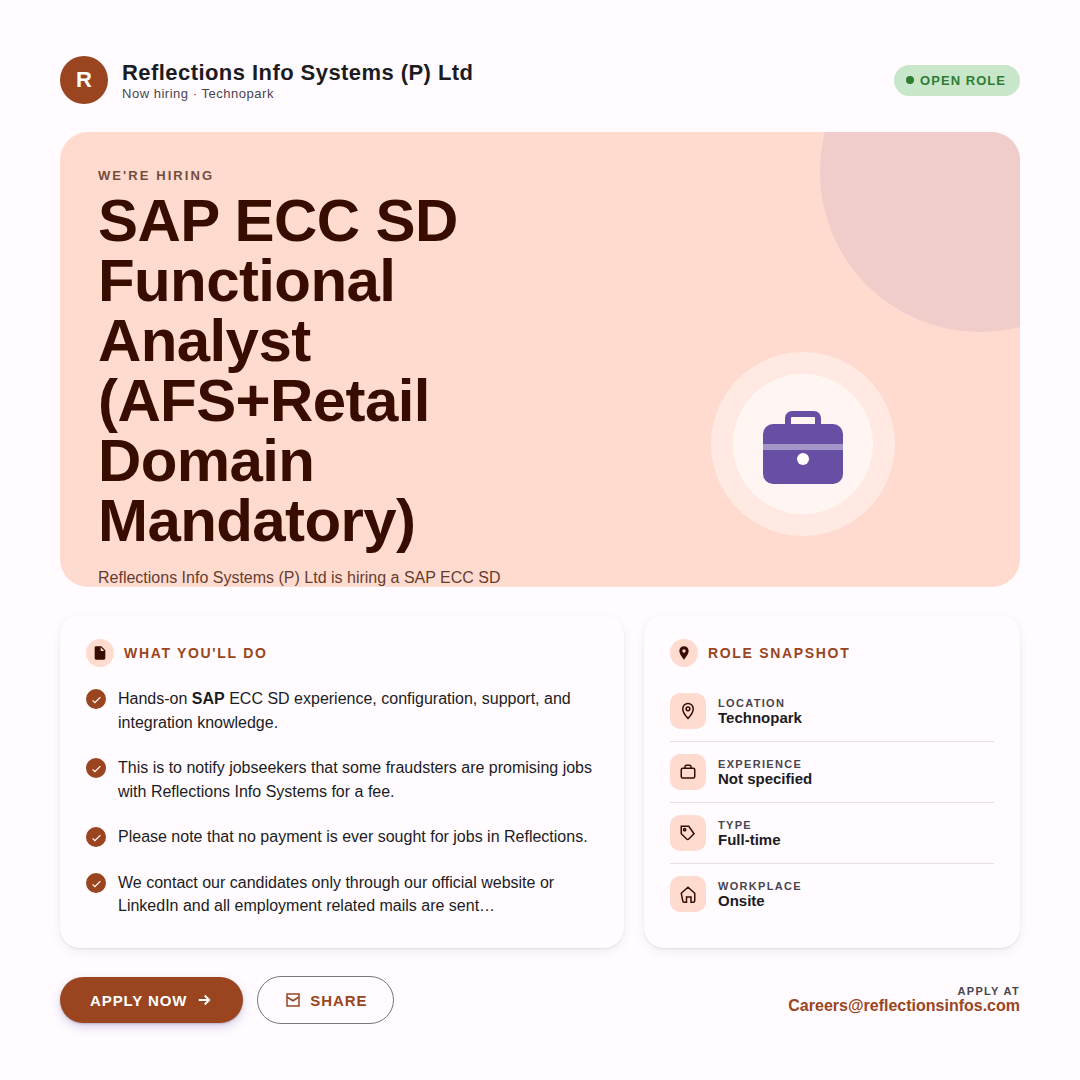 R
Reflections Info Systems (P) Ltd
Now hiring · Technopark
OPEN ROLE
WE'RE HIRING
SAP ECC SD
Functional
Analyst
(AFS+Retail
Domain
Mandatory)
Reflections Info Systems (P) Ltd is hiring a SAP ECC SD
WHAT YOU'LL DO
Hands-on SAP ECC SD experience, configuration, support, and
integration knowledge.
This is to notify jobseekers that some fraudsters are promising jobs
with Reflections Info Systems for a fee.
Please note that no payment is ever sought for jobs in Reflections.
We contact our candidates only through our official website or
LinkedIn and all employment related mails are sent…
ROLE SNAPSHOT
LOCATION
Technopark
EXPERIENCE
Not specified
TYPE
Full-time
WORKPLACE
Onsite
APPLY NOW
SHARE
APPLY AT
Careers@reflectionsinfos.com